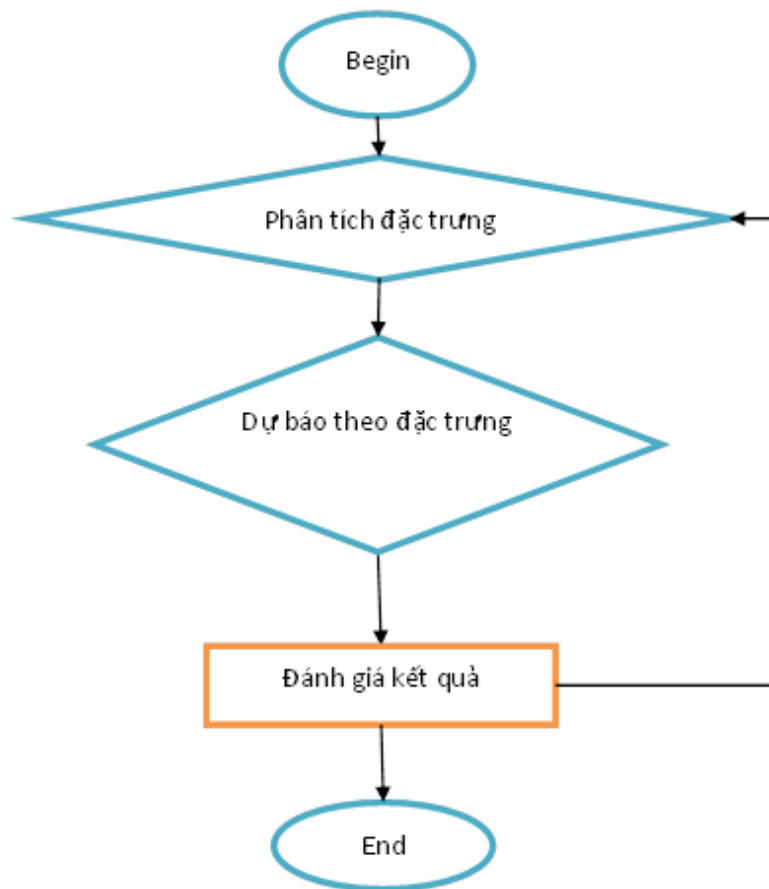 Begin
Phân tích đặc trưng
Dự báo theo đặc trưng
Đánh giá kết quả
End